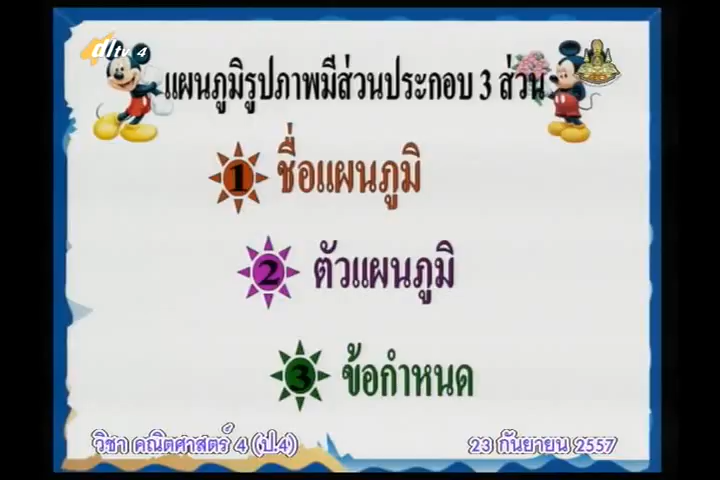 dltv 4
แผนภูมิรูปภาพมีส่วนประกอบ 3 ส่วน
1 ชื่อแผนภูมิ
2 ตัวแผนภูมิ
3 ข้อกำหนด
วิชา คณิตศาสตร์ 4 (ป.4)
23 กันยายน 2557